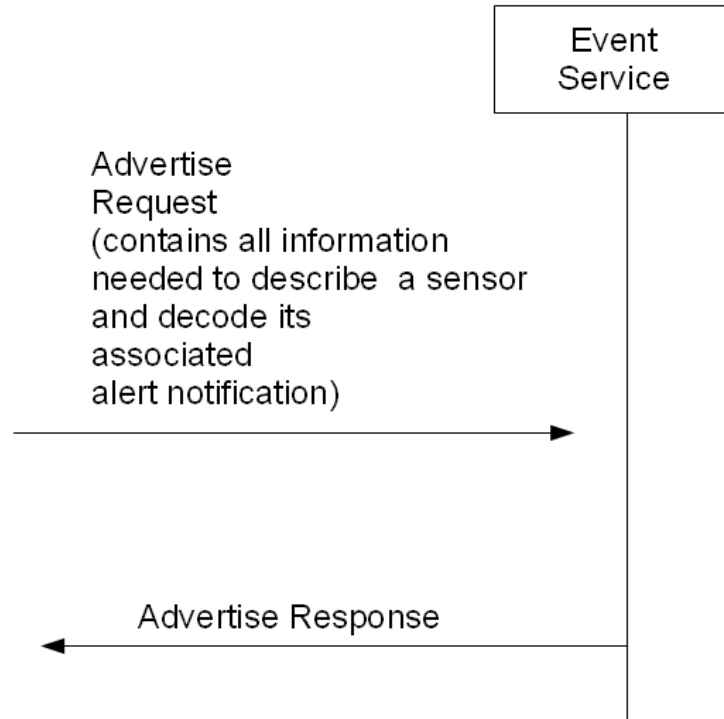 Event
Service
Advertise
Request
(contains all information
needed to describe  a sensor
and decode its
associated
alert notification)
Advertise Response